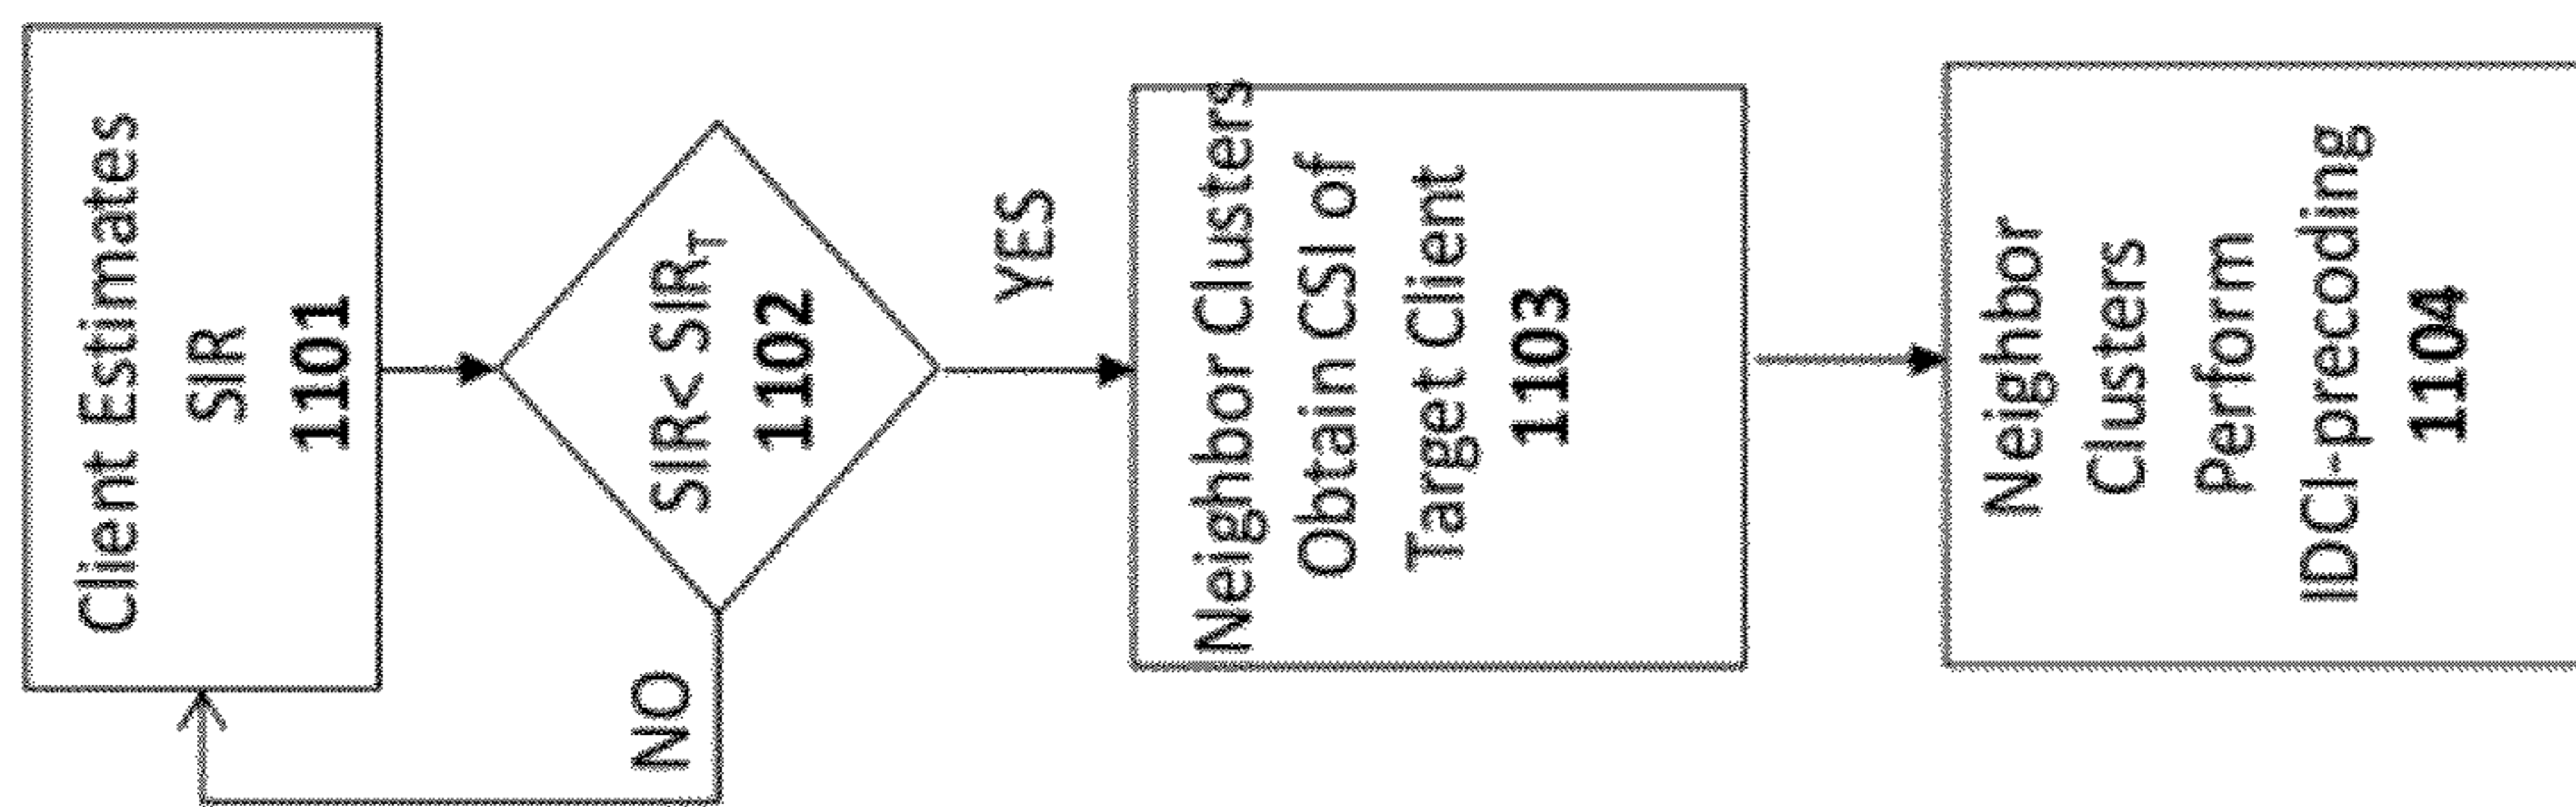 Client Estimates
SIR
1101
SIR< SIRT
1102
NO
YES
Neighbor Clusters
Obtain CSI of
Target Client
1103
Neighbor
Clusters
Perform
IDCI-precoding
1104